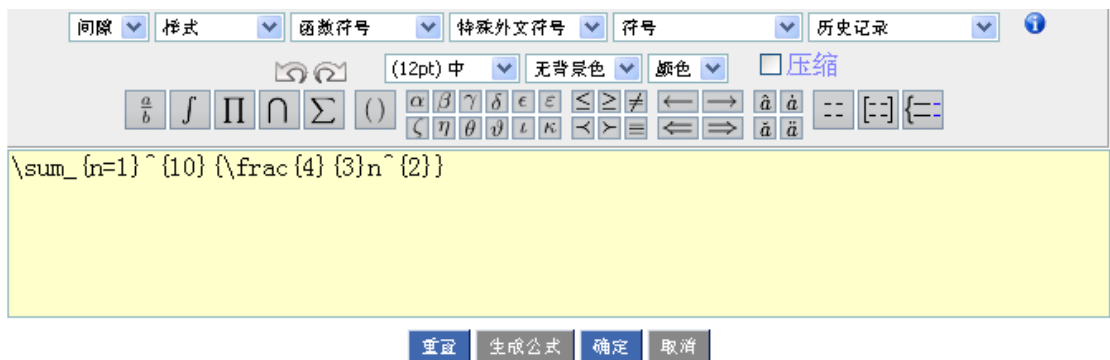 间隙 样式 函数符号 特殊外文符号 符号 历史记录
(12pt) 中 无背景色 颜色 压缩
a/b ∫ ∏ ∩ ∑ () α β γ δ ϵ ε ≤ ≥ ≠ ← → â ȧ -- [--] {--
ζ η θ ϑ ι κ ≺ ≻ ≡ ⇐ ⇒ ǎ ä
\sum_{n=1}^{10}{\frac{4}{3}n^{2}}
重置 生成公式 确定 取消